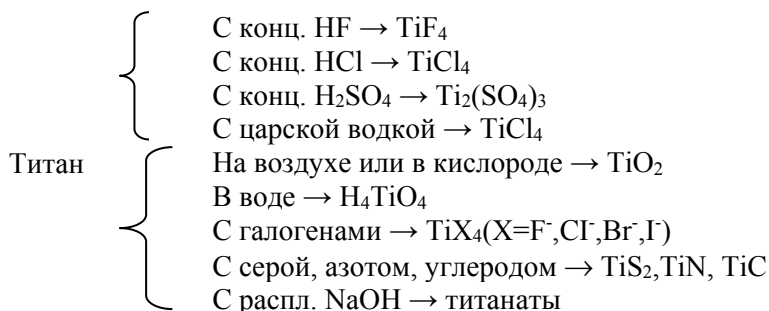 С конц. HF → TiF₄
С конц. HCl → TiCl₄
С конц. H₂SO₄ → Ti₂(SO₄)₃
С царской водкой → TiCl₄
Титан
На воздухе или в кислороде → TiO₂
В воде → H₄TiO₄
С галогенами → TiX₄(X=F⁻,Cl⁻,Br⁻,I⁻)
С серой, азотом, углеродом → TiS₂,TiN, TiC
С распл. NaOH → титанаты